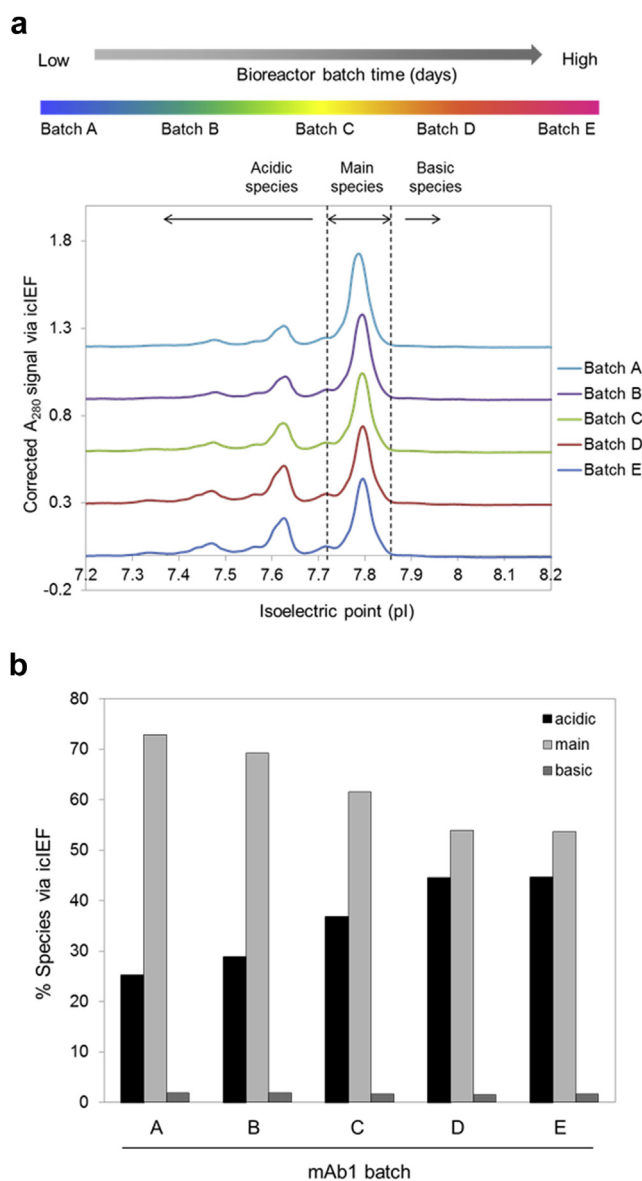 a
Low
High
Bioreactor batch time (days)
Batch A Batch B Batch C Batch D Batch E
Acidic species
Main species
Basic species
Corrected A280 signal via icIEF
1.8
1.3
0.8
0.3
-0.2
7.2 7.3 7.4 7.5 7.6 7.7 7.8 7.9 8 8.1 8.2
Isoelectric point (pI)
Batch A
Batch B
Batch C
Batch D
Batch E
b
% Species via icIEF
80
70
60
50
40
30
20
10
0
acidic
main
basic
A B C D E
mAb1 batch